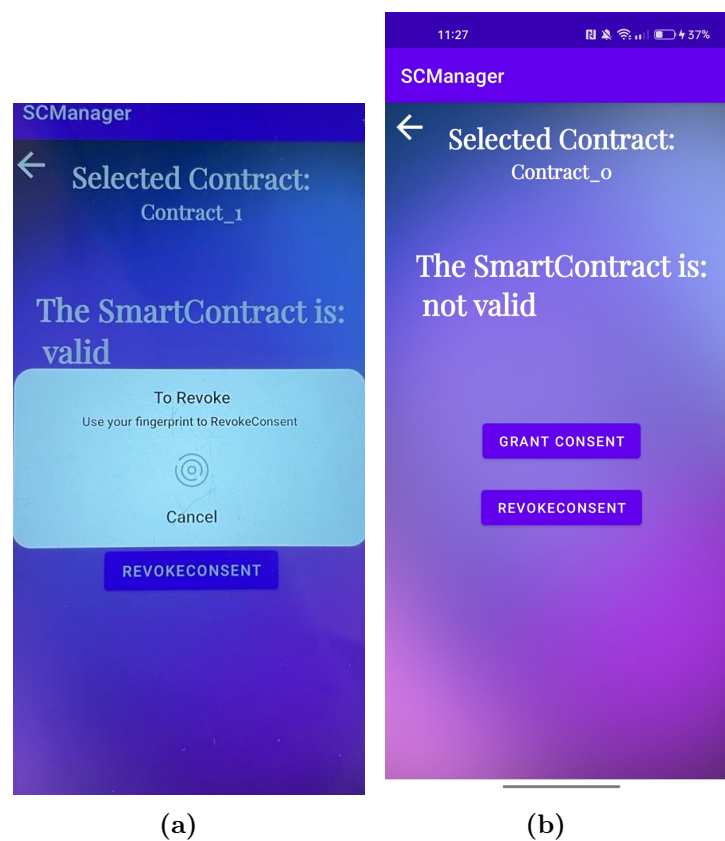 SCManager
Selected Contract:
Contract_1
The SmartContract is:
valid
To Revoke
Use your fingerprint to RevokeConsent
Cancel
REVOKECONSENT
(a)
11:27
37%
SCManager
Selected Contract:
Contract_0
The SmartContract is:
not valid
GRANT CONSENT
REVOKECONSENT
(b)